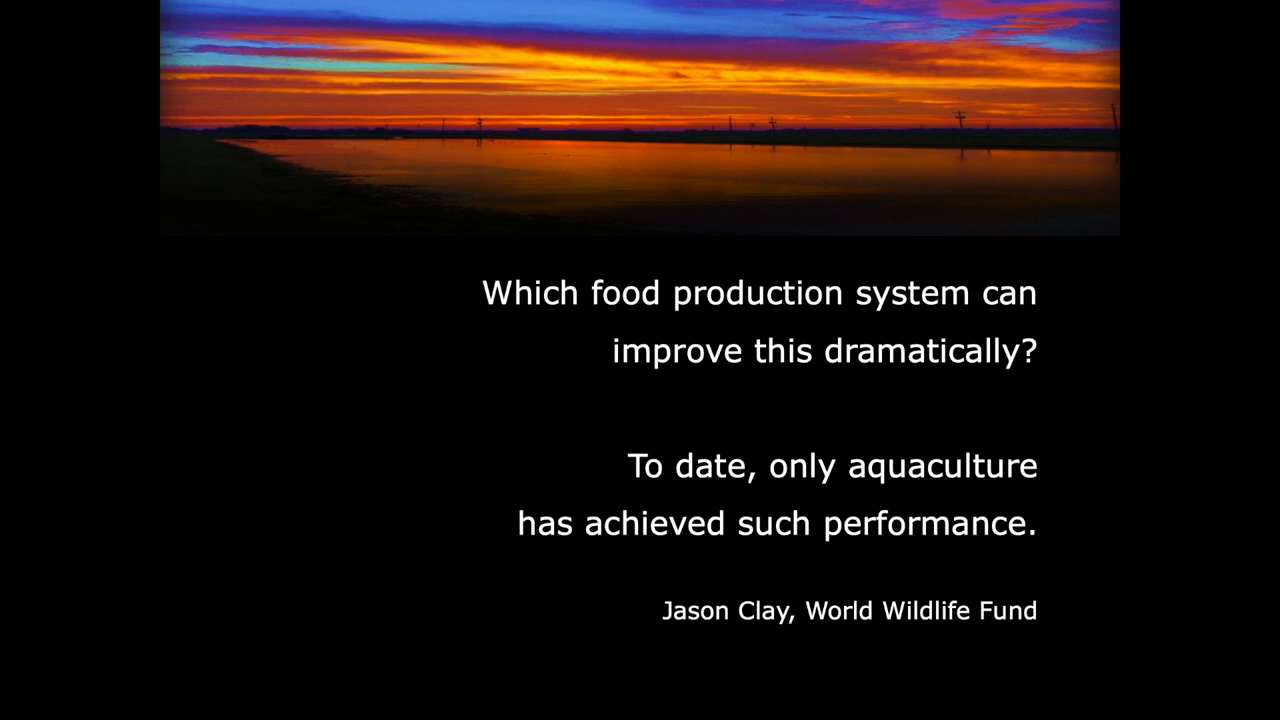 Which food production system can
improve this dramatically?
To date, only aquaculture
has achieved such performance.
Jason Clay, World Wildlife Fund